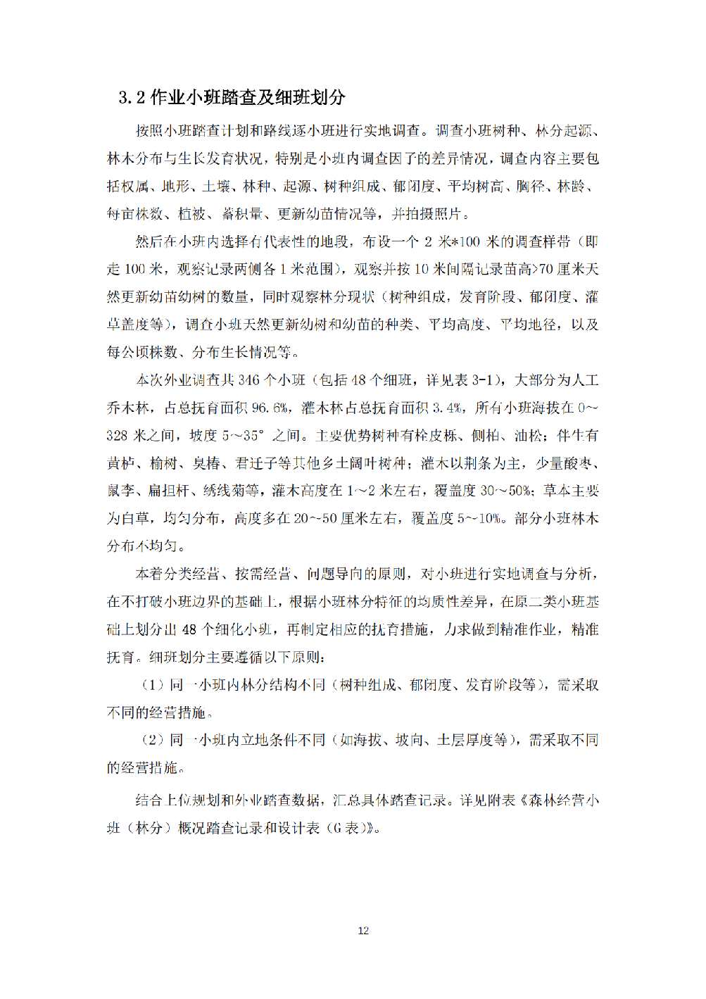 3.2 作业小班踏查及细班划分
按照小班踏查计划和路线逐小班进行实地调查。调查小班树种、林分起源、
林木分布与生长发育状况，特别是小班内调查因子的差异情况，调查内容主要包
括权属、地形、土壤、林种、起源、树种组成、郁闭度、平均树高、胸径、林龄、
每亩株数、植被、蓄积量、更新幼苗情况等，并拍摄照片。
然后在小班内选择有代表性的地段，布设一个 2 米*100 米的调查样带（即
走 100 米，观察记录两侧各 1 米范围），观察并按 10 米间隔记录苗高>70 厘米天
然更新幼苗幼树的数量，同时观察林分现状（树种组成，发育阶段、郁闭度、灌
草盖度等），调查小班天然更新幼树和幼苗的种类、平均高度、平均地径，以及
每公顷株数、分布生长情况等。
本次外业调查共 346 个小班（包括 48 个细班，详见表 3-1），大部分为人工
乔木林，占总抚育面积 96.6%，灌木林占总抚育面积 3.4%，所有小班海拔在 0～
328 米之间，坡度 5～35° 之间。主要优势树种有栓皮栎、侧柏、油松；伴生有
黄栌、榆树、臭椿、君迁子等其他乡土阔叶树种；灌木以荆条为主，少量酸枣、
鼠李、扁担杆、绣线菊等，灌木高度在 1～2 米左右，覆盖度 30～50%；草本主要
为白草，均匀分布，高度多在 20～50 厘米左右，覆盖度 5～10%。部分小班林木
分布不均匀。
本着分类经营、按需经营、问题导向的原则，对小班进行实地调查与分析，
在不打破小班边界的基础上，根据小班林分特征的均质性差异，在原二类小班基
础上划分出 48 个细化小班，再制定相应的抚育措施，力求做到精准作业，精准
抚育。细班划分主要遵循以下原则：
（1）同一小班内林分结构不同（树种组成、郁闭度、发育阶段等），需采取
不同的经营措施。
（2）同一小班内立地条件不同（如海拔、坡向、土层厚度等），需采取不同
的经营措施。
结合上位规划和外业踏查数据，汇总具体踏查记录。详见附表《森林经营小
班（林分）概况踏查记录和设计表（G 表）》。
12